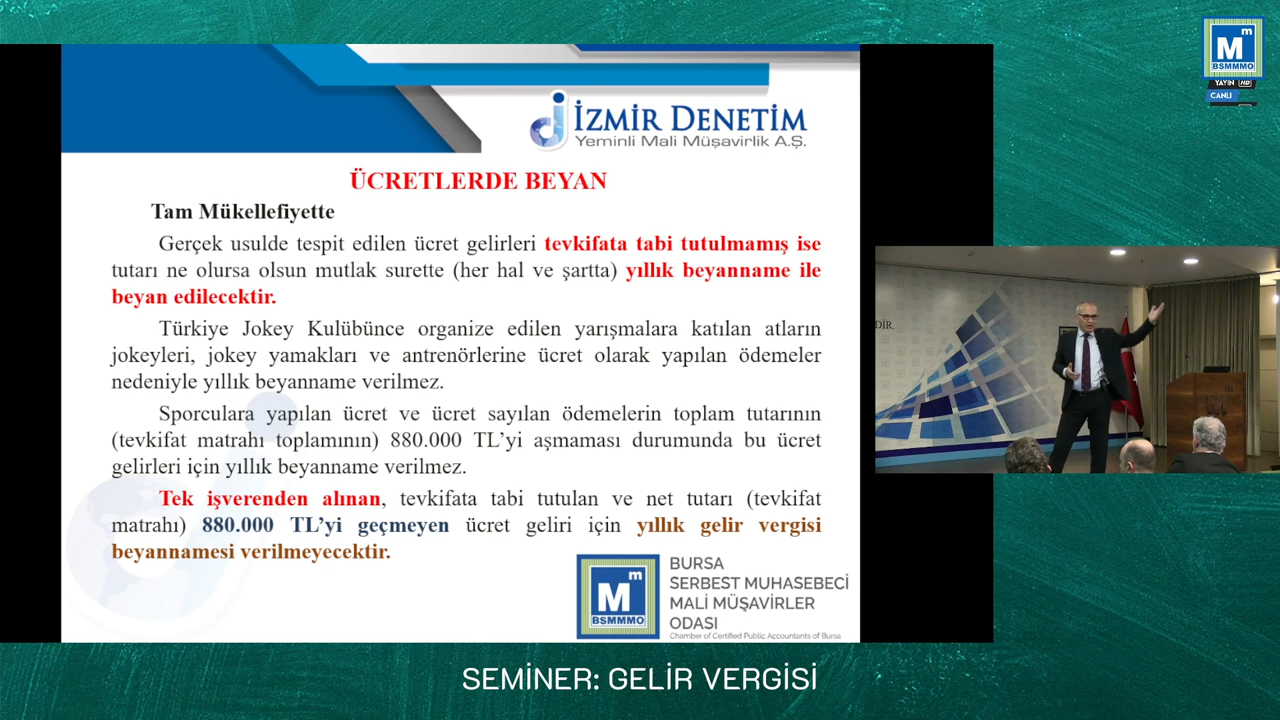 M m
BSMMMO
YAYIN HD
CANLI
İZMİR DENETİM
Yeminli Mali Müşavirlik A.Ş.
ÜCRETLERDE BEYAN
Tam Mükellefiyette
Gerçek usulde tespit edilen ücret gelirleri tevkifata tabi tutulmamış ise
tutarı ne olursa olsun mutlak surette (her hal ve şartta) yıllık beyanname ile
beyan edilecektir.
Türkiye Jokey Kulübünce organize edilen yarışmalara katılan atların
jokeyleri, jokey yamakları ve antrenörlerine ücret olarak yapılan ödemeler
nedeniyle yıllık beyanname verilmez.
Sporculara yapılan ücret ve ücret sayılan ödemelerin toplam tutarının
(tevkifat matrahı toplamının) 880.000 TL’yi aşmaması durumunda bu ücret
gelirleri için yıllık beyanname verilmez.
Tek işverenden alınan, tevkifata tabi tutulan ve net tutarı (tevkifat
matrahı) 880.000 TL’yi geçmeyen ücret geliri için yıllık gelir vergisi
beyannamesi verilmeyecektir.
M m
BSMMMO
BURSA
SERBEST MUHASEBECİ
MALİ MÜŞAVİRLER
ODASI
Chamber of Certified Public Accountants of Bursa
DİR.
SEMİNER: GELİR VERGİSİ